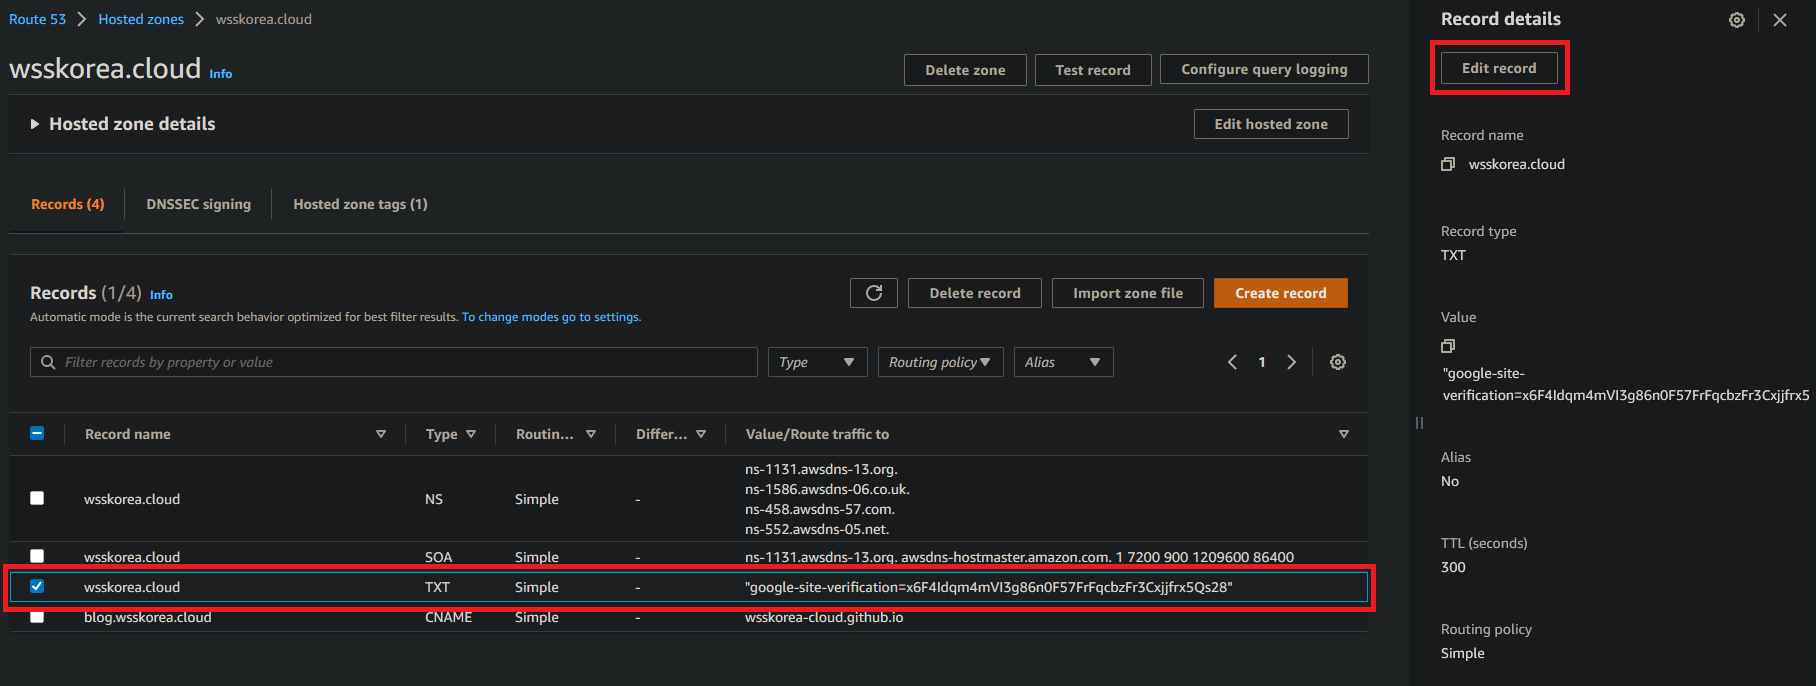 Route 53 > Hosted zones > wsskorea.cloud
wsskorea.cloud Info
Delete zone
Test record
Configure query logging
Hosted zone details
Edit hosted zone
Records (4)
DNSSEC signing
Hosted zone tags (1)
Records (1/4) Info
Delete record
Import zone file
Create record
Automatic mode is the current search behavior optimized for best filter results. To change modes go to settings.
Filter records by property or value
Type
Routing policy
Alias
1
Record name Type Routin... Differ... Value/Route traffic to
ns-1131.awsdns-13.org.
ns-1586.awsdns-06.co.uk.
wsskorea.cloud NS Simple -
ns-458.awsdns-57.com.
ns-552.awsdns-05.net.
wsskorea.cloud SOA Simple - ns-1131.awsdns-13.org. awsdns-hostmaster.amazon.com. 1 7200 900 1209600 86400
wsskorea.cloud TXT Simple - "google-site-verification=x6F4Idqm4mVI3g86n0F57FrFqcbzFr3Cxjjfrx5Qs28"
blog.wsskorea.cloud CNAME Simple - wsskorea-cloud.github.io
Record details
Edit record
Record name
wsskorea.cloud
Record type
TXT
Value
"google-site-
verification=x6F4Idqm4mVI3g86n0F57FrFqcbzFr3Cxjjfrx5
Alias
No
TTL (seconds)
300
Routing policy
Simple